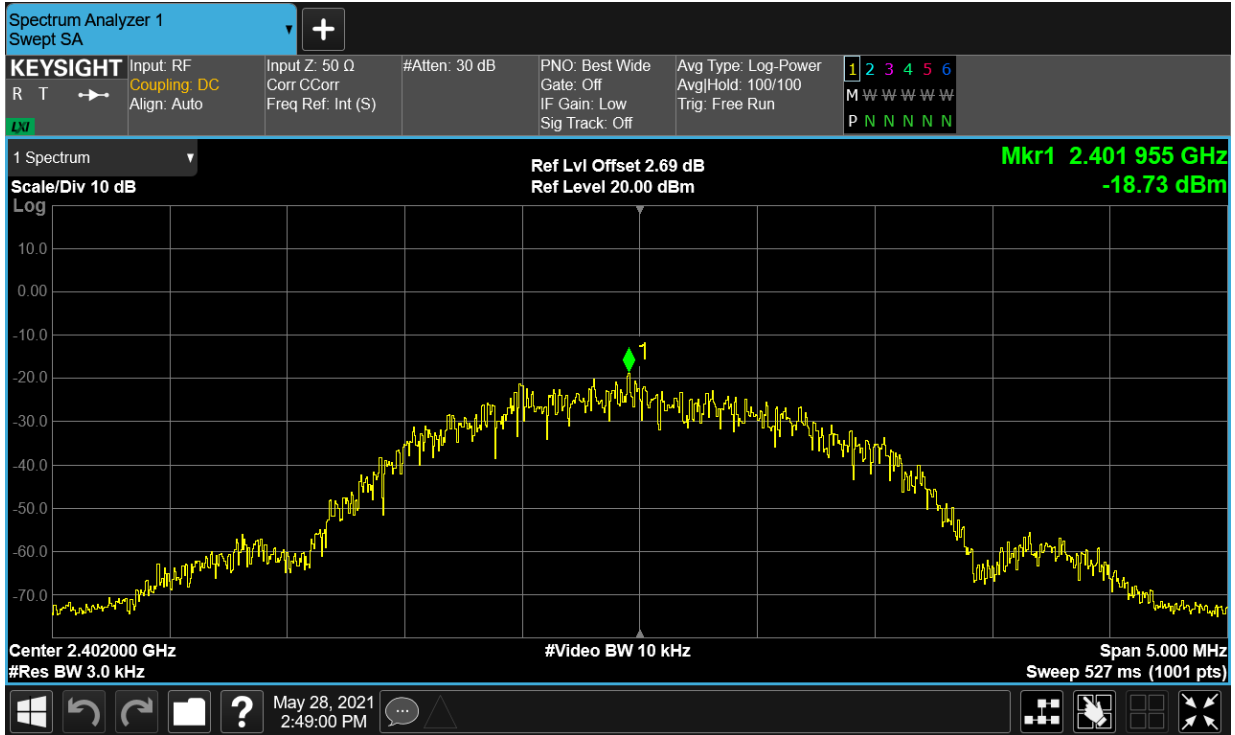 Spectrum Analyzer 1
Swept SA
+
KEYSIGHT
R T
LXI
Input: RF
Coupling: DC
Align: Auto
Input Z: 50 Ω
Corr CCorr
Freq Ref: Int (S)
#Atten: 30 dB
PNO: Best Wide
Gate: Off
IF Gain: Low
Sig Track: Off
Avg Type: Log-Power
Avg|Hold: 100/100
Trig: Free Run
1 2 3 4 5 6
M W W W W W
P N N N N N
1 Spectrum
Scale/Div 10 dB
Log
Ref Lvl Offset 2.69 dB
Ref Level 20.00 dBm
Mkr1 2.401 955 GHz
-18.73 dBm
10.0
0.00
-10.0
1
-20.0
-30.0
-40.0
-50.0
-60.0
-70.0
Center 2.402000 GHz
#Res BW 3.0 kHz
#Video BW 10 kHz
Span 5.000 MHz
Sweep 527 ms (1001 pts)
?
May 28, 2021
2:49:00 PM